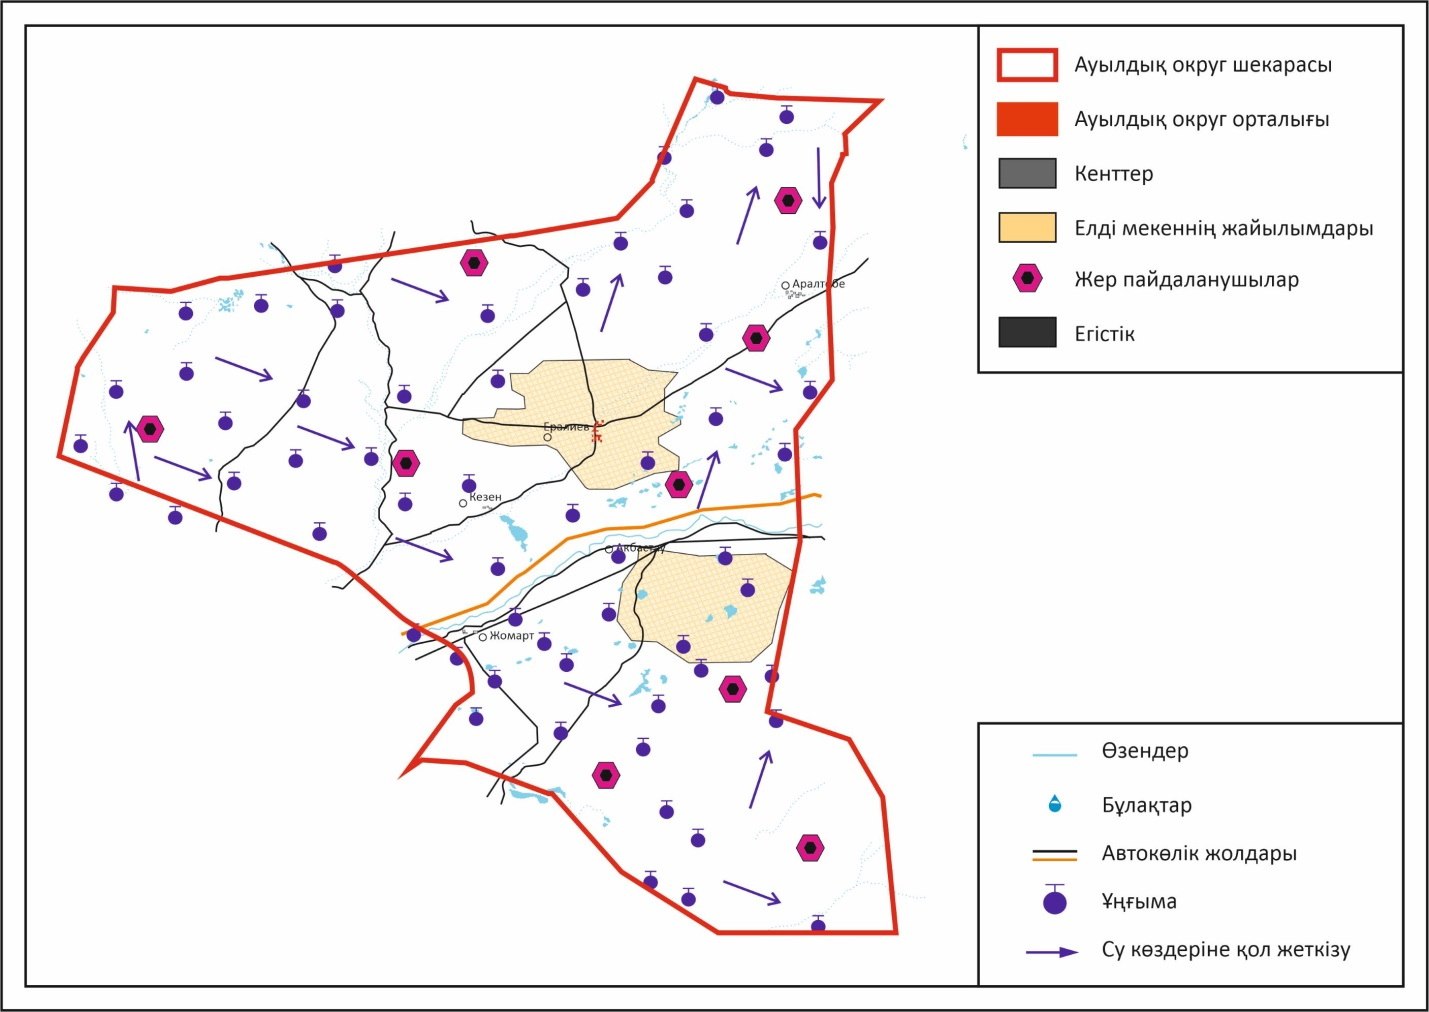 Ауылдық округ шекарасы
Ауылдық округ орталығы
Кенттер
Елді мекеннің жайылымдары
Жер пайдаланушылар
Егістік
Аралтөбе
Ералиев
Кезен
Ақбастау
Жомарт
Өзендер
Бұлақтар
Автокөлік жолдары
Ұңғыма
Су көздеріне қол жеткізу